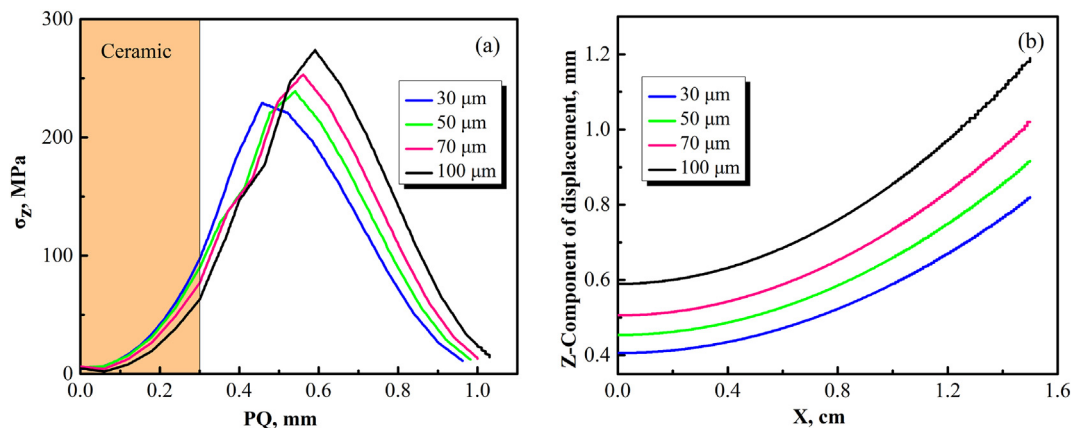 300
200
100
0
σz, MPa
Ceramic
(a)
30 μm
50 μm
70 μm
100 μm
0.0 0.2 0.4 0.6 0.8 1.0
PQ, mm
1.2
1.0
0.8
0.6
0.4
Z-Component of displacement, mm
(b)
30 μm
50 μm
70 μm
100 μm
0.0 0.4 0.8 1.2 1.6
X, cm